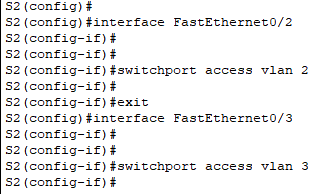 S2(config)#
S2(config)#interface FastEthernet0/2
S2(config-if)#
S2(config-if)#
S2(config-if)#switchport access vlan 2
S2(config-if)#
S2(config-if)#exit
S2(config)#interface FastEthernet0/3
S2(config-if)#
S2(config-if)#
S2(config-if)#switchport access vlan 3
S2(config-if)#